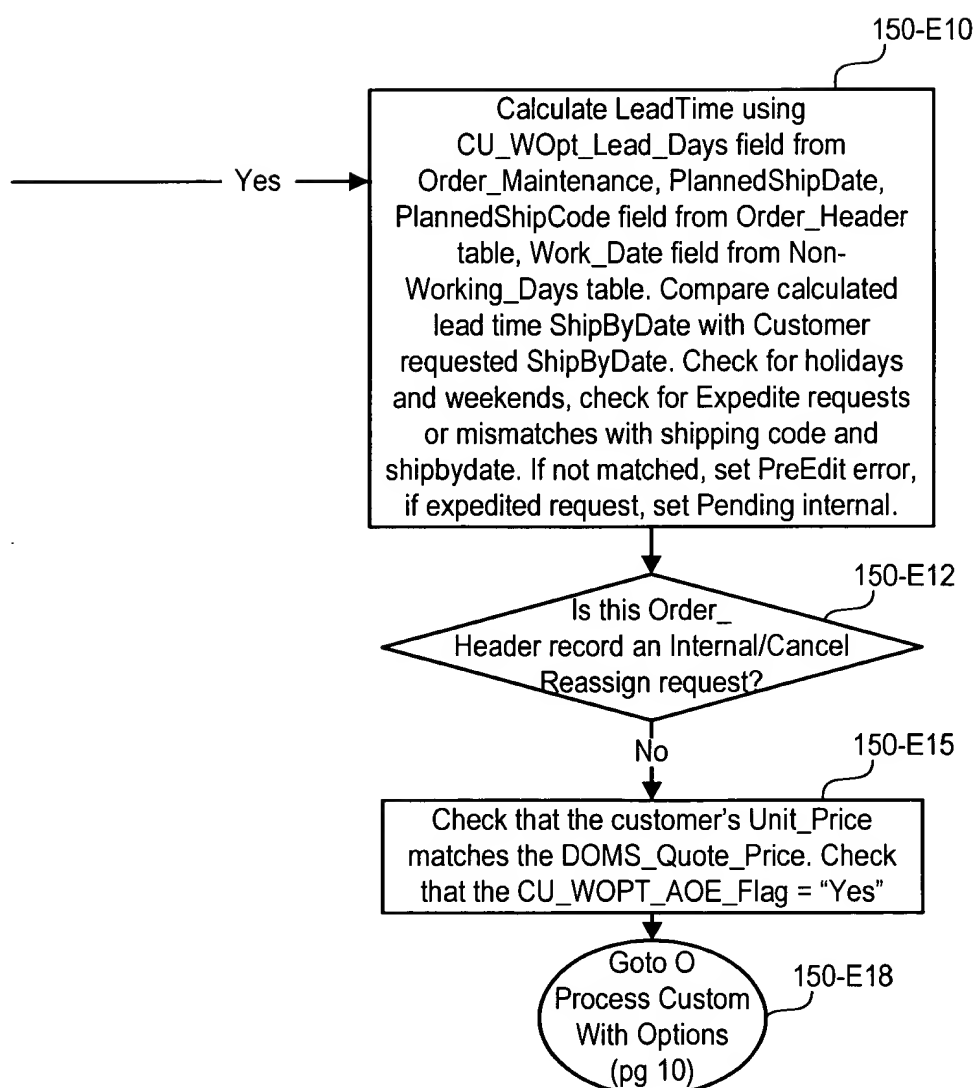 150-E10
Calculate LeadTime using
CU_WOpt_Lead_Days field from
Order_Maintenance, PlannedShipDate,
PlannedShipCode field from Order_Header
table, Work_Date field from Non-
Working_Days table. Compare calculated
lead time ShipByDate with Customer
requested ShipByDate. Check for holidays
and weekends, check for Expedite requests
or mismatches with shipping code and
shipbydate. If not matched, set PreEdit error,
if expedited request, set Pending internal.
Yes
150-E12
Is this Order_
Header record an Internal/Cancel
Reassign request?
No
150-E15
Check that the customer's Unit_Price
matches the DOMS_Quote_Price. Check
that the CU_WOPT_AOE_Flag = “Yes”
Goto O
Process Custom
With Options
(pg 10)
150-E18